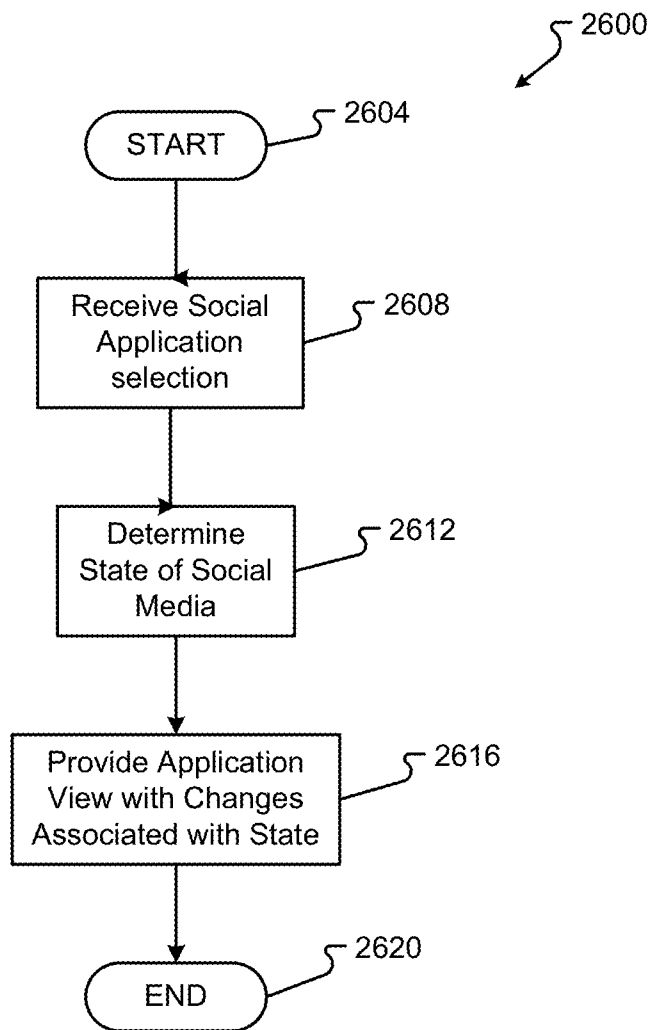 2600
START
2604
Receive Social
Application
selection
2608
Determine
State of Social
Media
2612
Provide Application
View with Changes
Associated with State
2616
END
2620